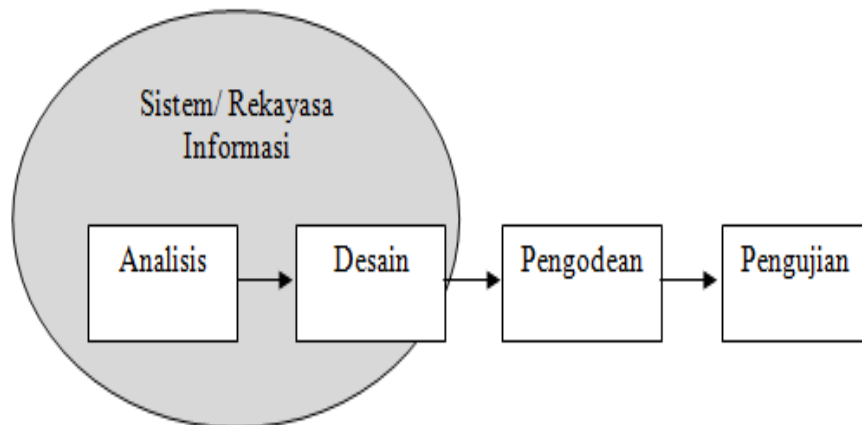 Sistem/ Rekayasa
Informasi
Analisis
Desain
Pengodean
Pengujian